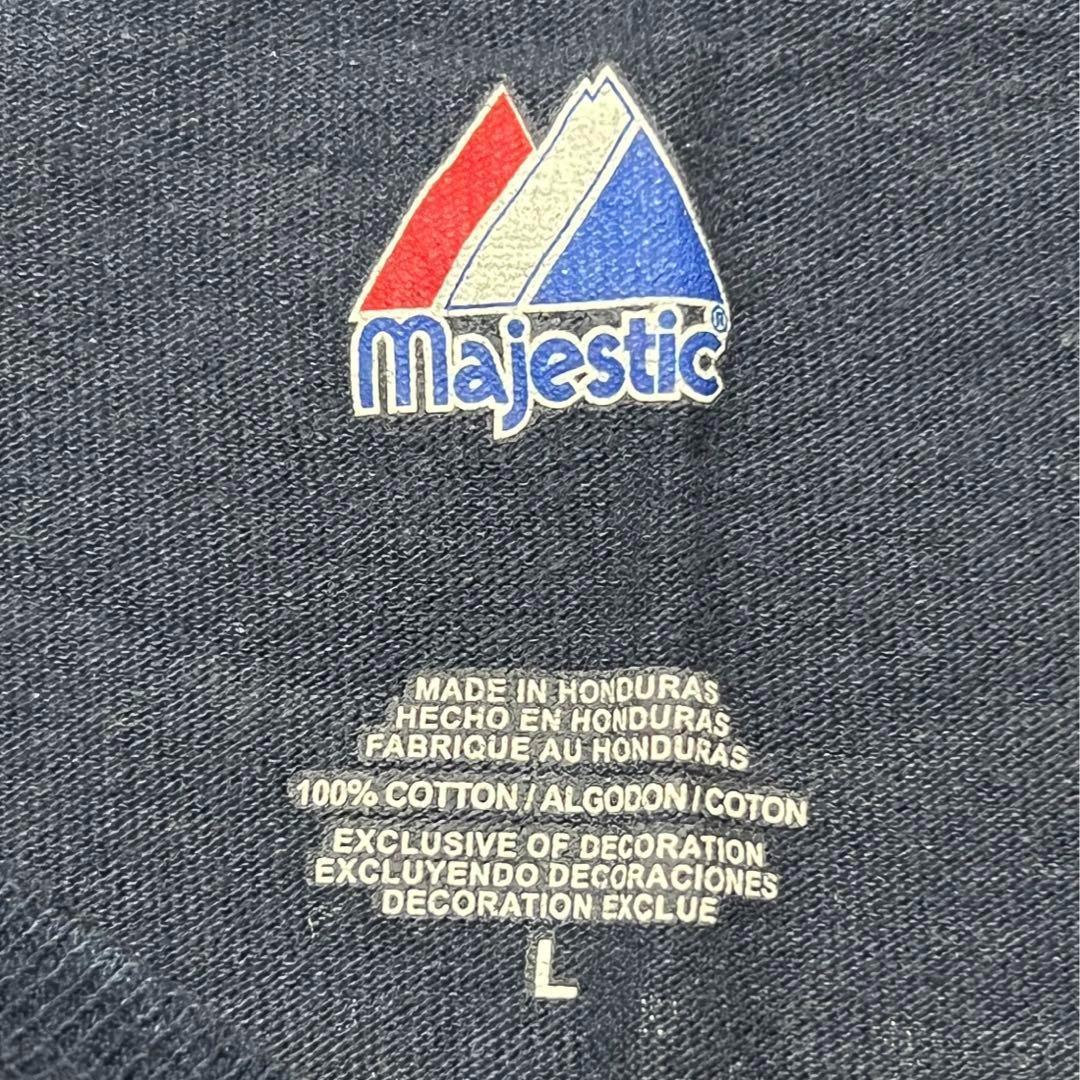 Majestic®
MADE IN HONDURAS
HECHO EN HONDURAS
FABRIQUE AU HONDURAS
100% COTTON / ALGODON / COTON
EXCLUSIVE OF DECORATION
EXCLUYENDO DECORACIONES
DECORATION EXCLUE
L